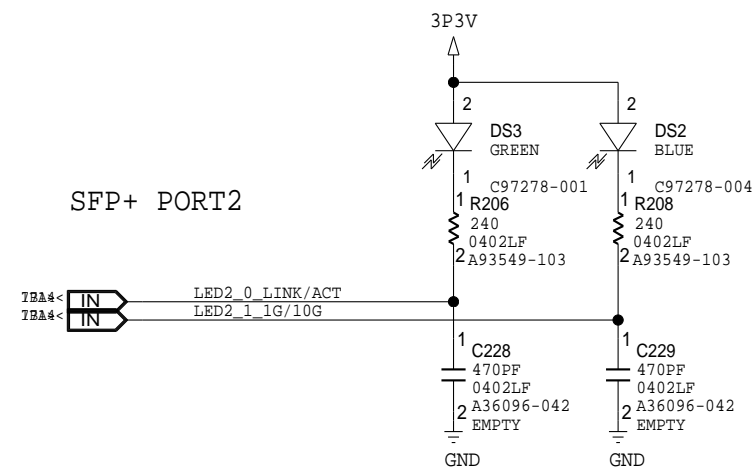 3P3V
2
2
DS3
DS2
GREEN
BLUE
1
1
C97278-001
C97278-004
SFP+ PORT2
1
R206
1
R208
240
240
0402LF
0402LF
2
A93549-103
2
A93549-103
IN
LED2_0_LINK/ACT
IN
LED2_1_1G/10G
1
1
C228
C229
470PF
470PF
0402LF
0402LF
2
A36096-042
2
A36096-042
EMPTY
EMPTY
GND
GND